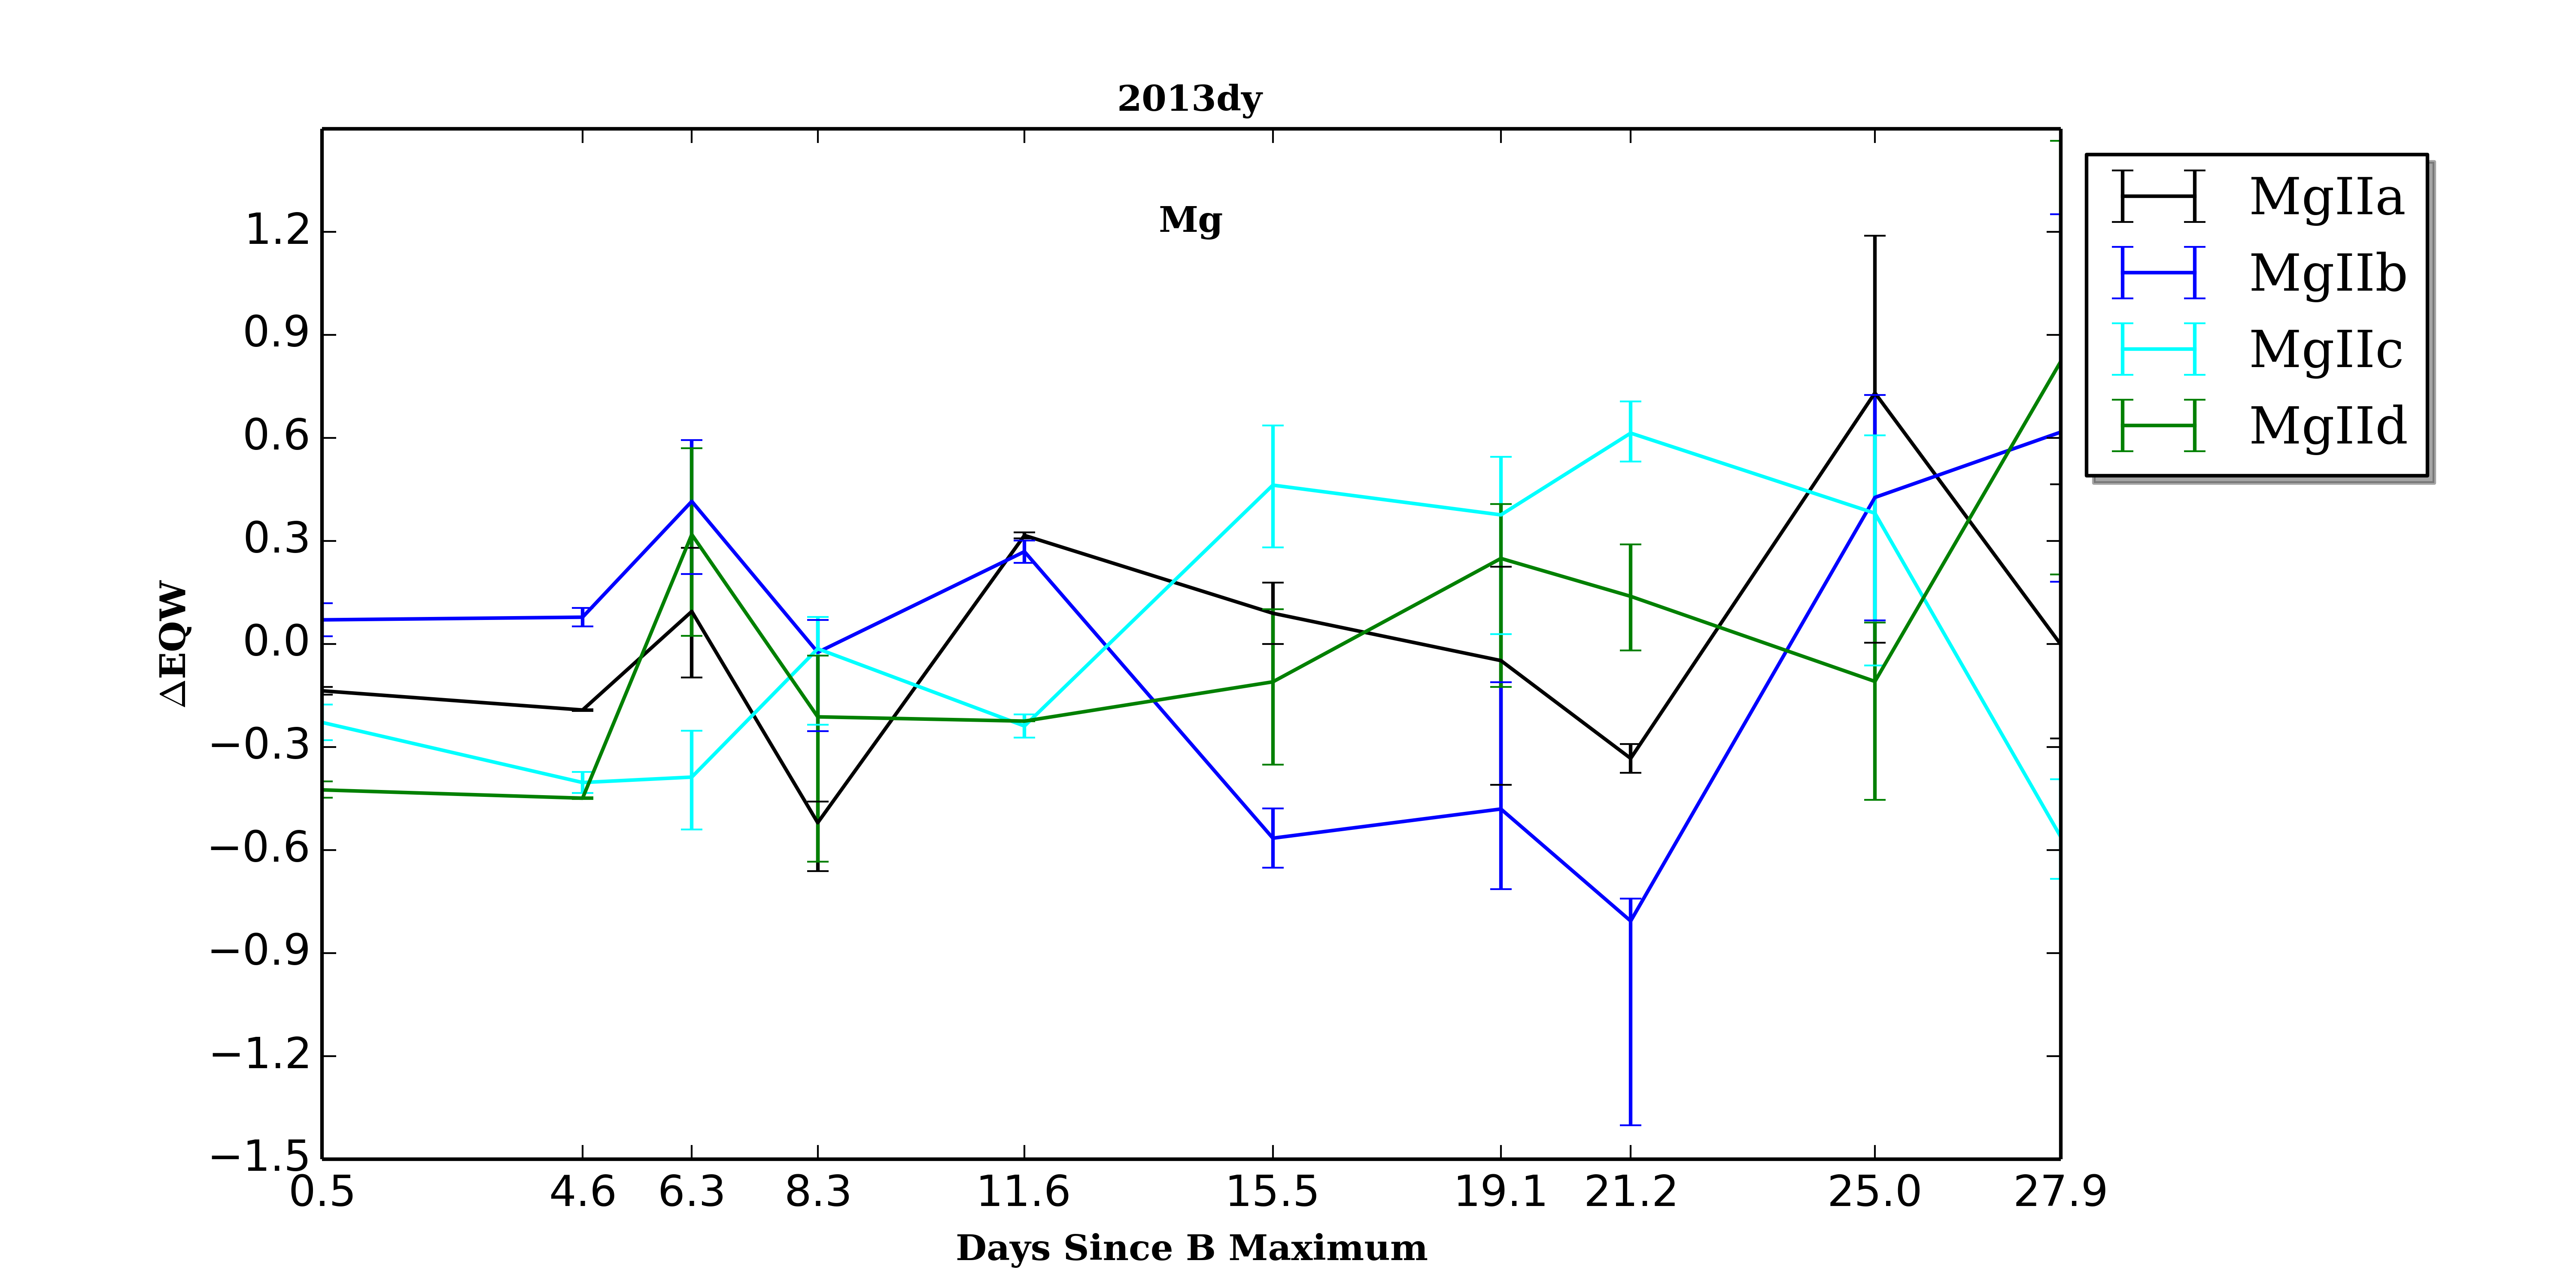 2013dy
Mg
1.2
0.9
0.6
0.3
0.0
−0.3
−0.6
−0.9
−1.2
−1.5
ΔEQW
0.5 4.6 6.3 8.3 11.6 15.5 19.1 21.2 25.0 27.9
Days Since B Maximum
MgIIa
MgIIb
MgIIc
MgIId